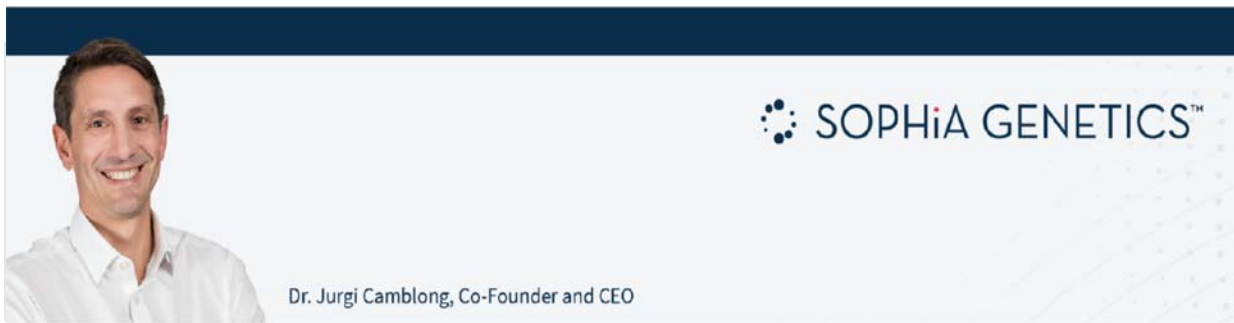 SOPHiA GENETICS™
Dr. Jurgi Camblong, Co-Founder and CEO